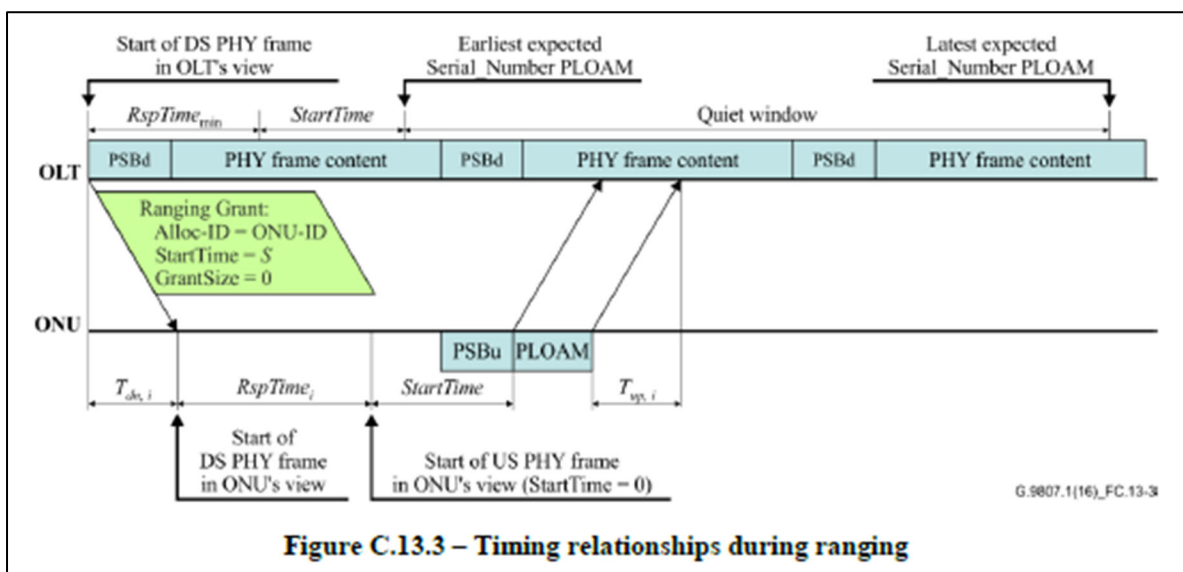 Start of DS PHY frame
in OLT's view
Earliest expected
Serial_Number PLOAM
Latest expected
Serial_Number PLOAM
RspTimemin
StartTime
Quiet window
PSBd
PHY frame content
PSBd
PHY frame content
PSBd
PHY frame content
OLT
Ranging Grant:
Alloc-ID = ONU-ID
StartTime = S
GrantSize = 0
ONU
PSBu
PLOAM
Tdn, i
RspTimei
StartTime
Tup, i
Start of
DS PHY frame
in ONU's view
Start of US PHY frame
in ONU's view (StartTime = 0)
G.9807.1(16)_FC.13-3
Figure C.13.3 – Timing relationships during ranging